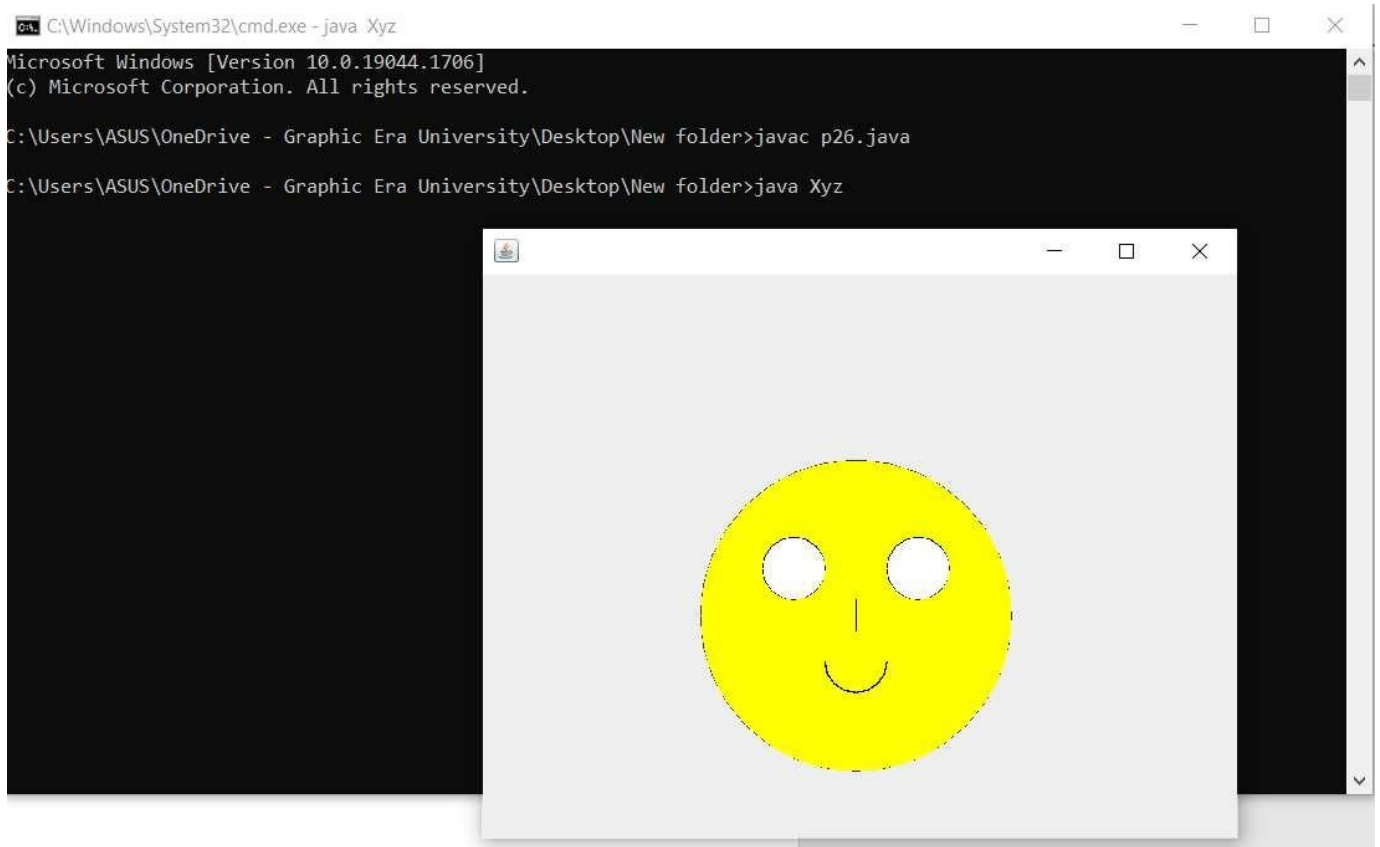 C:\Windows\System32\cmd.exe - java  Xyz
Microsoft Windows [Version 10.0.19044.1706]
(c) Microsoft Corporation. All rights reserved.
C:\Users\ASUS\OneDrive - Graphic Era University\Desktop\New folder>javac p26.java
C:\Users\ASUS\OneDrive - Graphic Era University\Desktop\New folder>java Xyz